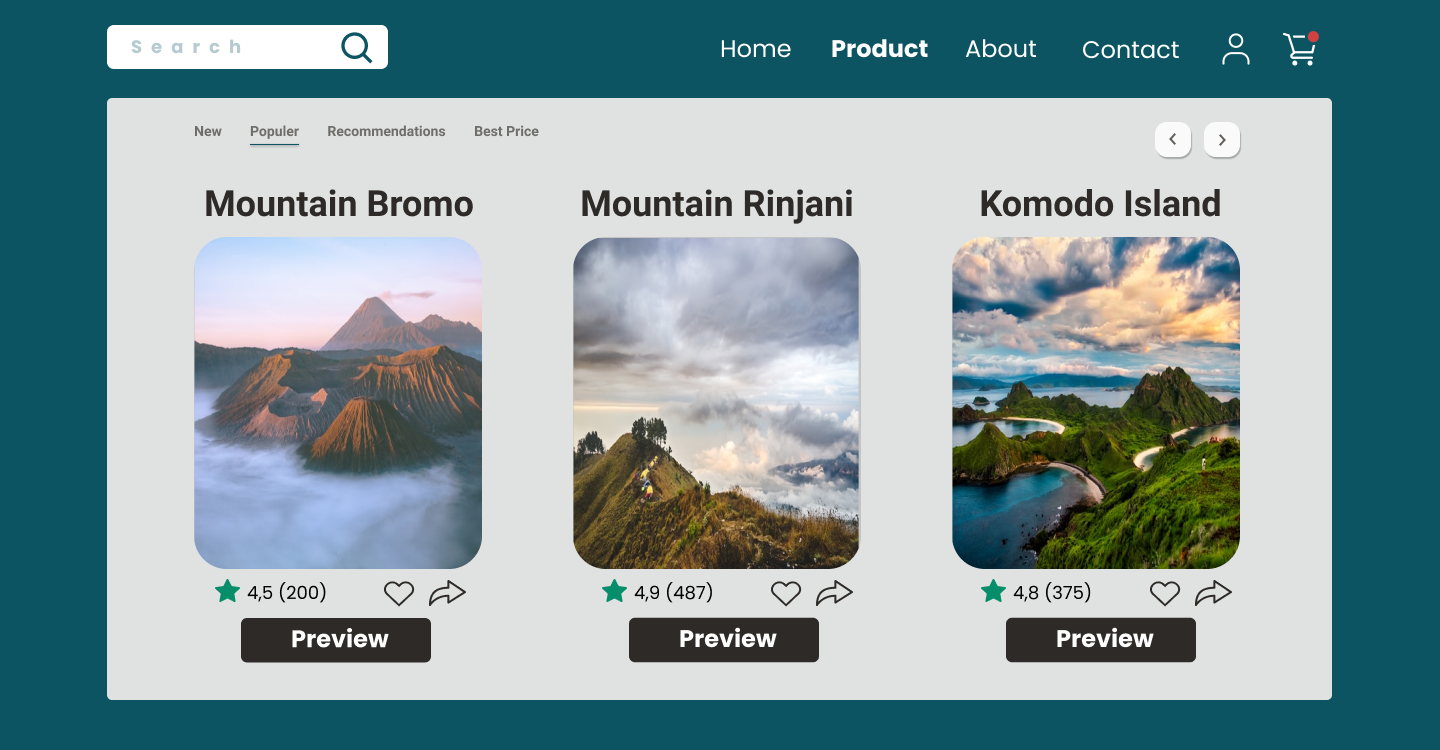 Search
Home Product About Contact
New Populer Recommendations Best Price
Mountain Bromo Mountain Rinjani Komodo Island
4,5 (200) 4,9 (487) 4,8 (375)
Preview Preview Preview